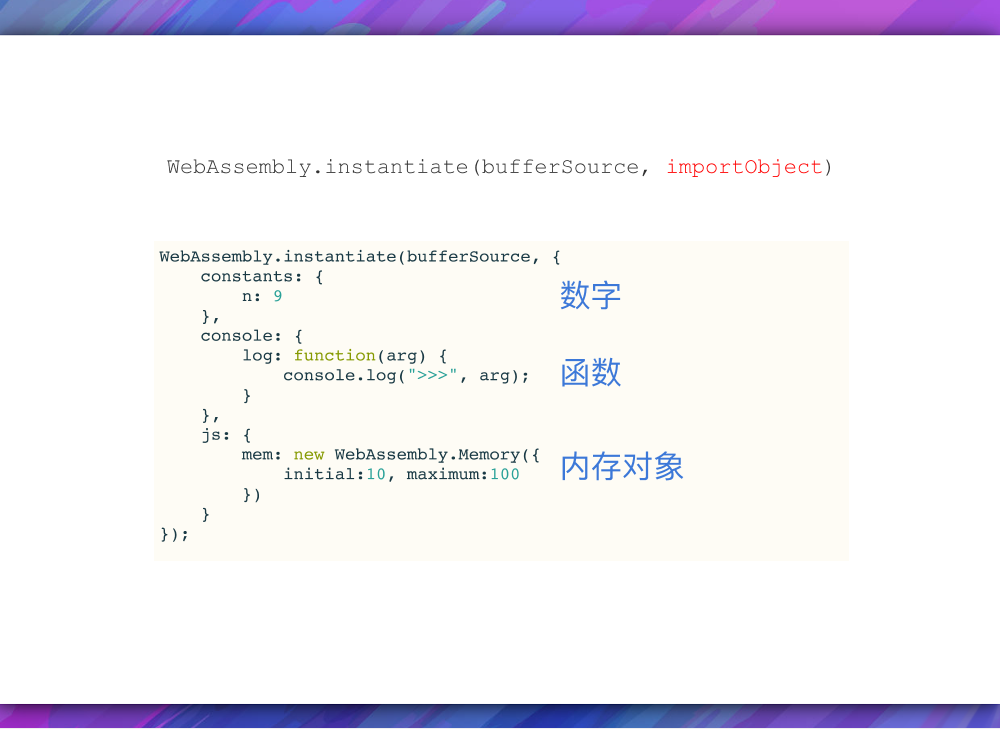 WebAssembly.instantiate(bufferSource, importObject)
WebAssembly.instantiate(bufferSource, {
    constants: {
        n: 9
数字
    },
    console: {
        log: function(arg) {
            console.log(">>>", arg);
函数
        }
    },
    js: {
        mem: new WebAssembly.Memory({
            initial:10, maximum:100
内存对象
        })
    }
});